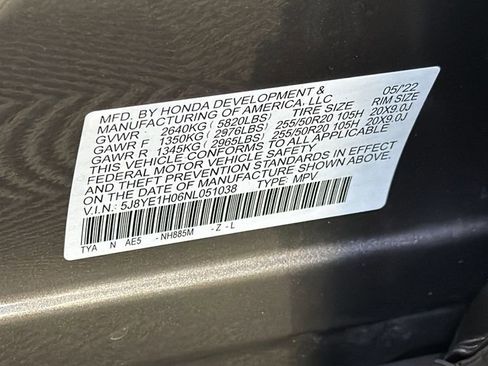 MFD. BY HONDA DEVELOPMENT & 05/22
MANUFACTURING OF AMERICA, LLC
TIRE SIZE RIM SIZE
GVWR 2640KG (5820LBS)
GAWR F 1350KG (2976LBS) 255/50R20 105H 20X9.0J
GAWR R 1345KG (2965LBS) 255/50R20 105H 20X9.0J
THIS VEHICLE CONFORMS TO ALL APPLICABLE
FEDERAL MOTOR VEHICLE SAFETY
AND THEFT PREVENTION STANDARDS IN EFFECT
ON THE DATE OF MANUFACTURE SHOWN ABOVE.
V.I.N.: 5J8YE1H06NL051038 TYPE: MPV
TYA N AE5 - NH885M - Z - L